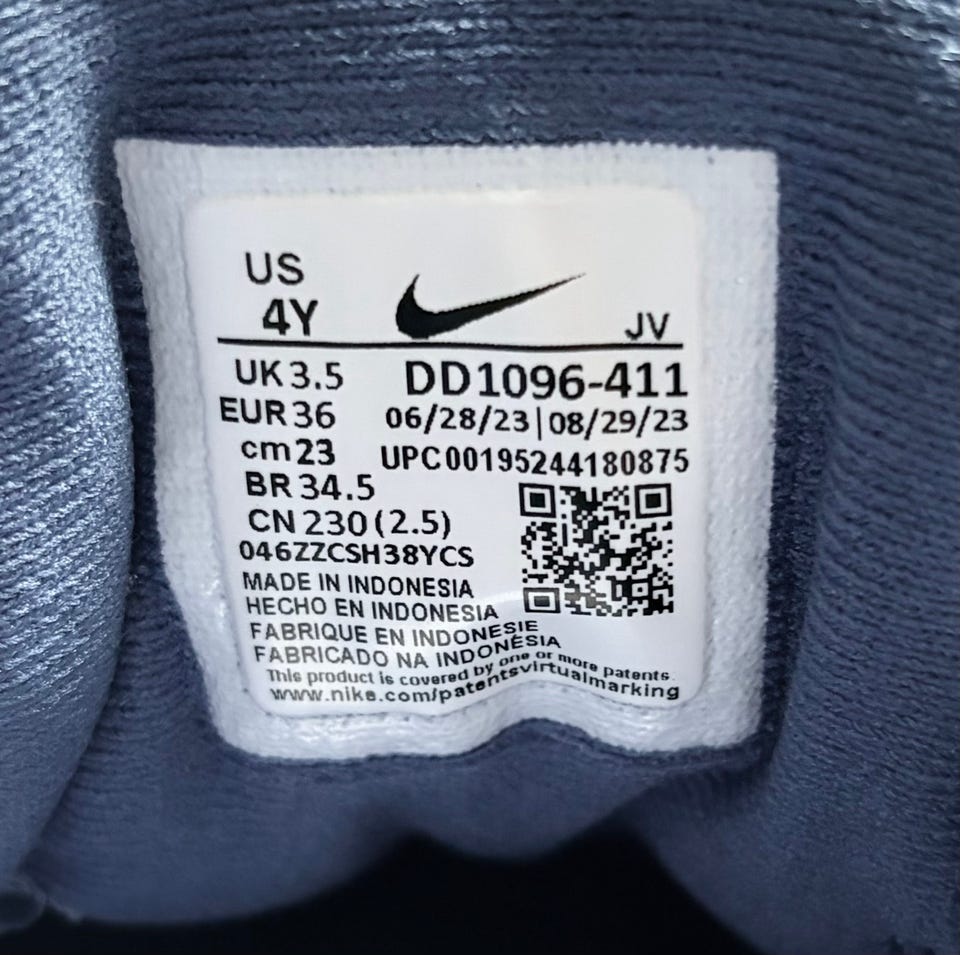 US
4Y
JV
UK 3.5
DD1096-411
EUR 36
06/28/23|08/29/23
cm 23
UPC00195244180875
BR 34.5
CN 230 (2.5)
046ZZCSH38YCS
MADE IN INDONESIA
HECHO EN INDONESIA
FABRIQUE EN INDONESIE
FABRICADO NA INDONÉSIA
This product is covered by one or more patents.
www.nike.com/patentsvirtualmarking